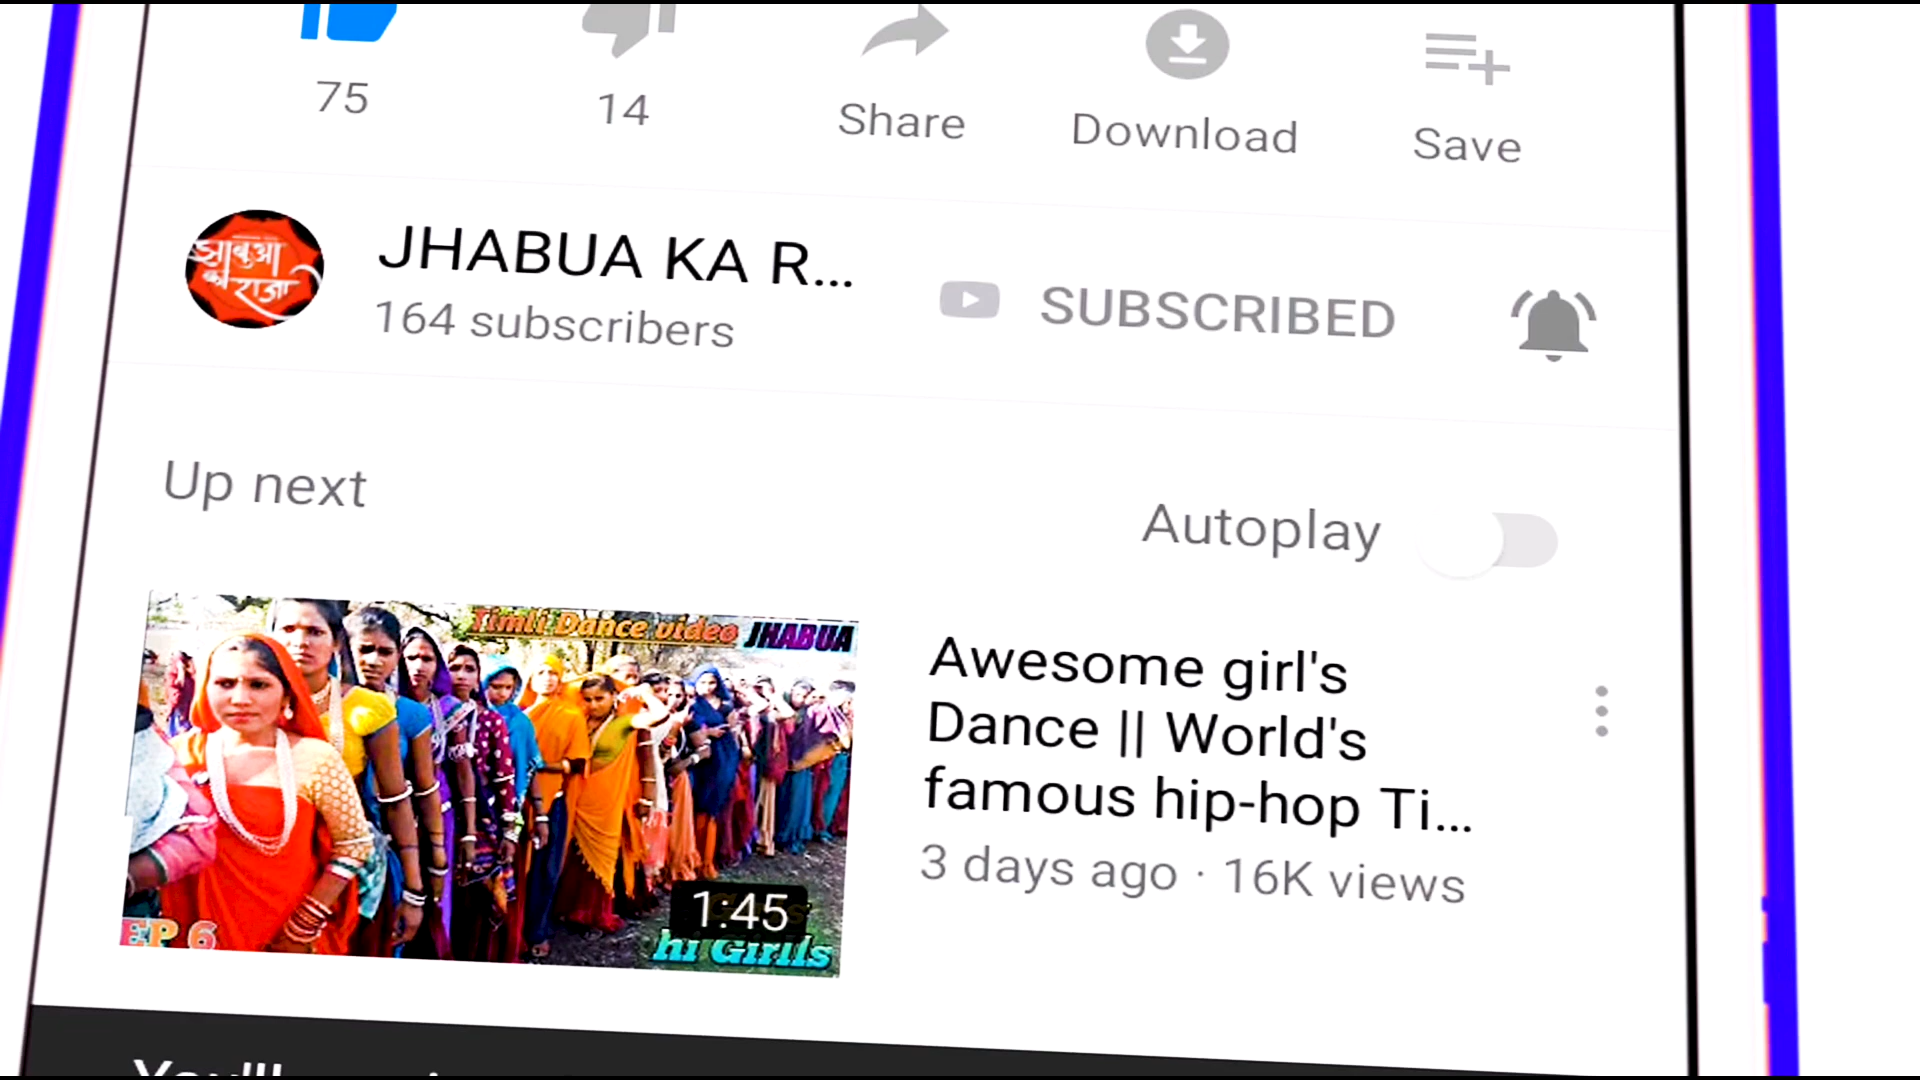 75
14
Share
Download
Save
झाबुआ
का राजा
JHABUA KA R...
164 subscribers
SUBSCRIBED
Up next
Autoplay
Timli Dance video JHABUA
EP 6
1:45
hi Girils
Awesome girl's
Dance || World's
famous hip-hop Ti...
3 days ago · 16K views